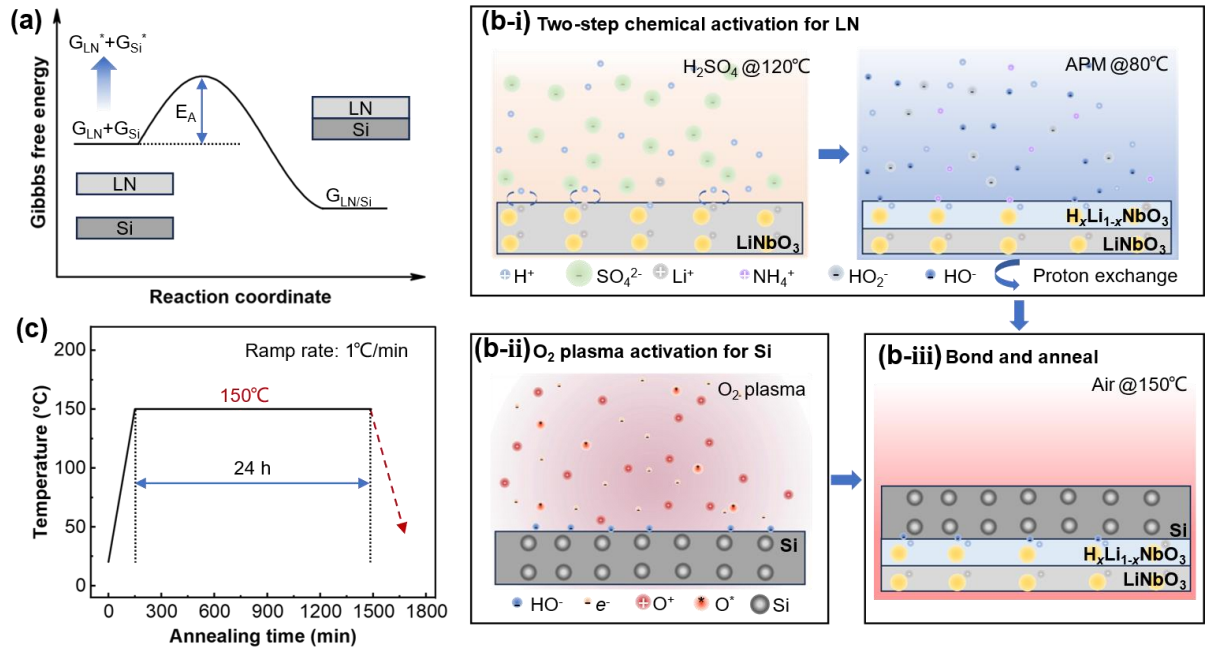 (a)
G_LN*+G_Si*
G_LN+G_Si
E_A
LN
Si
LN
Si
G_LN/Si
Gibbbs free energy
Reaction coordinate
(b-i) Two-step chemical activation for LN
H₂SO₄ @120℃
APM @80℃
LiNbO₃
HₓLi₁₋ₓNbO₃
LiNbO₃
H⁺ SO₄²⁻ Li⁺ NH₄⁺ HO₂⁻ HO⁻ Proton exchange
(c)
Ramp rate: 1℃/min
150℃
24 h
200
150
100
50
0
Temperature (°C)
0 300 600 900 1200 1500 1800
Annealing time (min)
(b-ii) O₂ plasma activation for Si
O₂ plasma
Si
HO⁻ e⁻ O⁺ O* Si
(b-iii) Bond and anneal
Air @150℃
Si
HₓLi₁₋ₓNbO₃
LiNbO₃